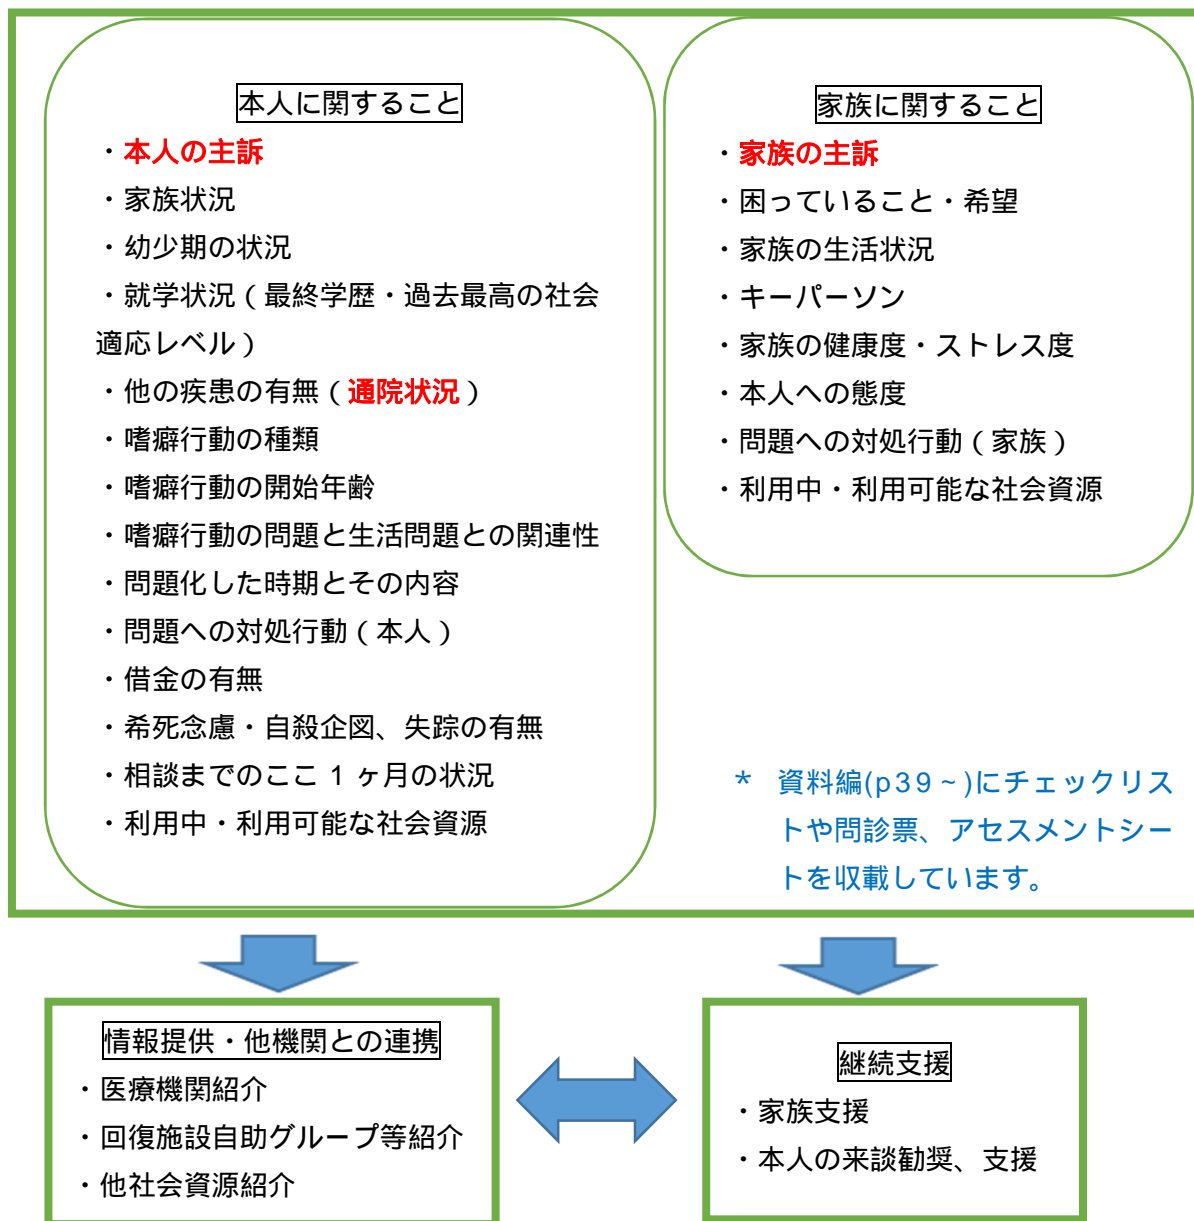 本人に関すること
・本人の主訴
・家族状況
・幼少期の状況
・就学状況（最終学歴・過去最高の社会
適応レベル）
・他の疾患の有無（通院状況）
・嗜癖行動の種類
・嗜癖行動の開始年齢
・嗜癖行動の問題と生活問題との関連性
・問題化した時期とその内容
・問題への対処行動（本人）
・借金の有無
・希死念慮・自殺企図、失踪の有無
・相談までのここ 1 ヶ月の状況
・利用中・利用可能な社会資源
家族に関すること
・家族の主訴
・困っていること・希望
・家族の生活状況
・キーパーソン
・家族の健康度・ストレス度
・本人への態度
・問題への対処行動（家族）
・利用中・利用可能な社会資源
＊ 資料編(p39～)にチェックリス
トや問診票、アセスメントシー
トを収載しています。
情報提供・他機関との連携
・医療機関紹介
・回復施設自助グループ等紹介
・他社会資源紹介
継続支援
・家族支援
・本人の来談勧奨、支援